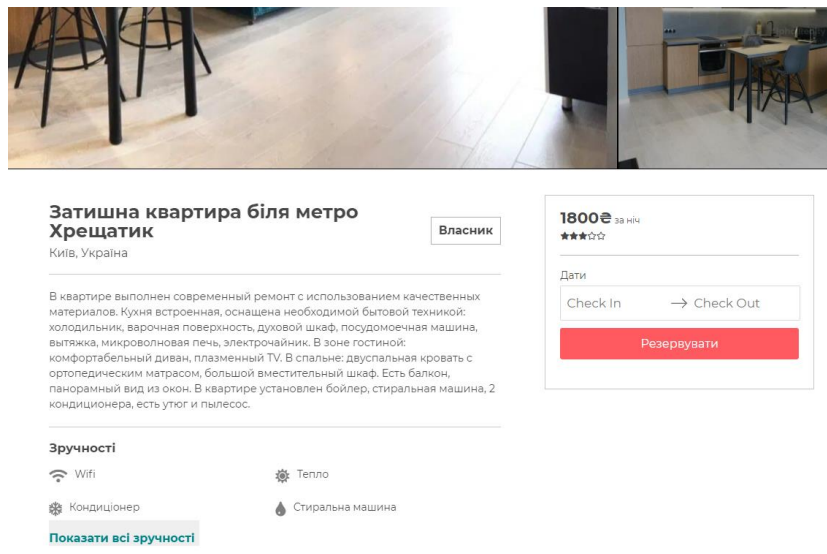 Затишна квартира біля метро
Хрещатик
Власник
Київ, Україна
В квартире выполнен современный ремонт с использованием качественных
материалов. Кухня встроенная, оснащена необходимой бытовой техникой:
холодильник, варочная поверхность, духовой шкаф, посудомоечная машина,
вытяжка, микроволновая печь, электрочайник. В зоне гостиной:
комфортабельный диван, плазменный TV. В спальне: двуспальная кровать с
ортопедическим матрасом, большой вместительный шкаф. Есть балкон,
панорамный вид из окон. В квартире установлен бойлер, стиральная машина, 2
кондиционера, есть утюг и пылесос.
Зручності
Wifi
Тепло
Кондиціонер
Стиральна машина
Показати всі зручності
1800₴ за ніч
Дати
Check In → Check Out
Резервувати